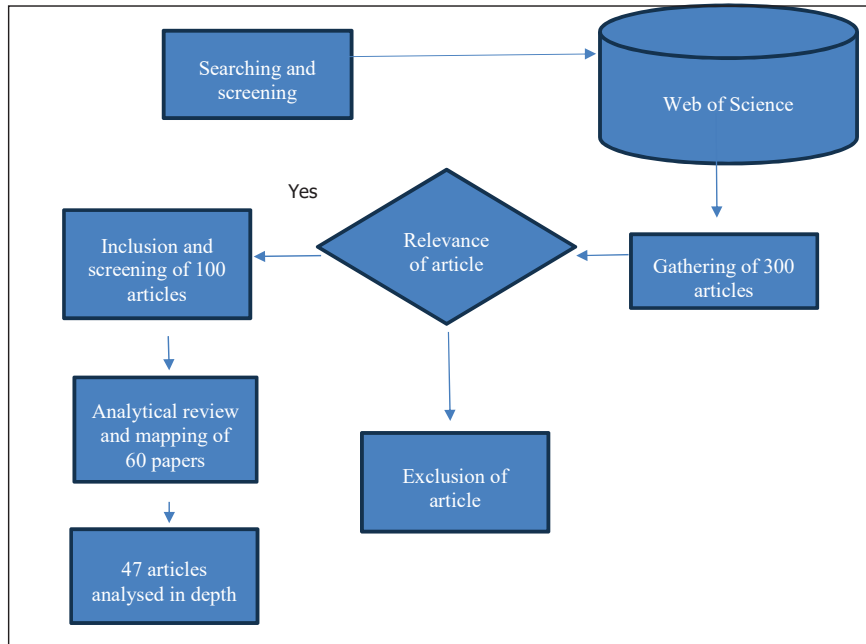 Searching and
screening
Web of Science
Yes
Relevance
of article
Inclusion and
screening of 100
articles
Gathering of 300
articles
Analytical review
and mapping of
60 papers
Exclusion of
article
47 articles
analysed in depth